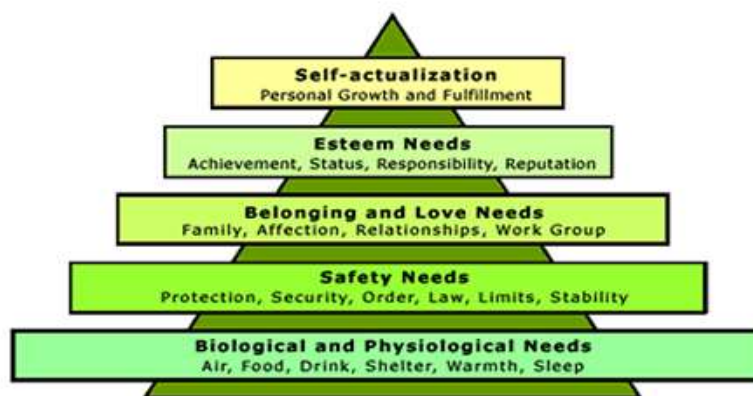 Self-actualization
Personal Growth and Fulfillment
Esteem Needs
Achievement, Status, Responsibility, Reputation
Belonging and Love Needs
Family, Affection, Relationships, Work Group
Safety Needs
Protection, Security, Order, Law, Limits, Stability
Biological and Physiological Needs
Air, Food, Drink, Shelter, Warmth, Sleep